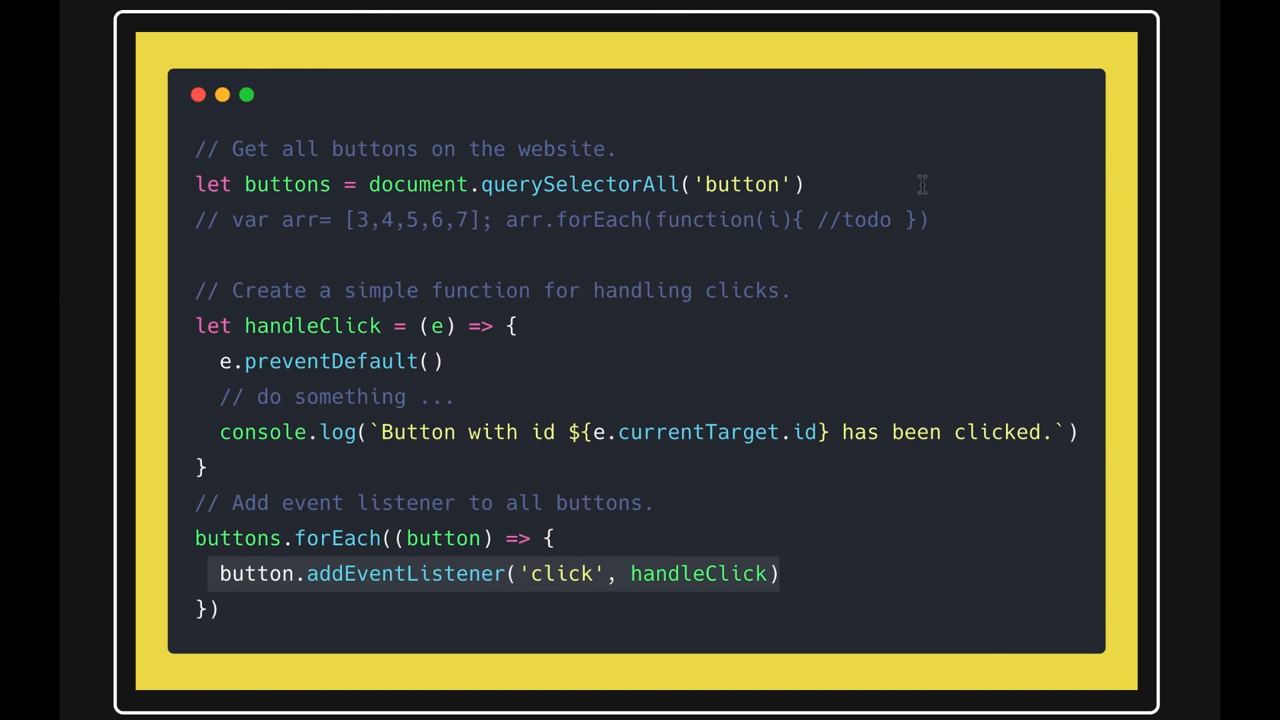 // Get all buttons on the website.
let buttons = document.querySelectorAll('button')
// var arr= [3,4,5,6,7]; arr.forEach(function(i){ //todo })
// Create a simple function for handling clicks.
let handleClick = (e) => {
  e.preventDefault()
  // do something ...
  console.log(`Button with id ${e.currentTarget.id} has been clicked.`)
}
// Add event listener to all buttons.
buttons.forEach((button) => {
  button.addEventListener('click', handleClick)
})